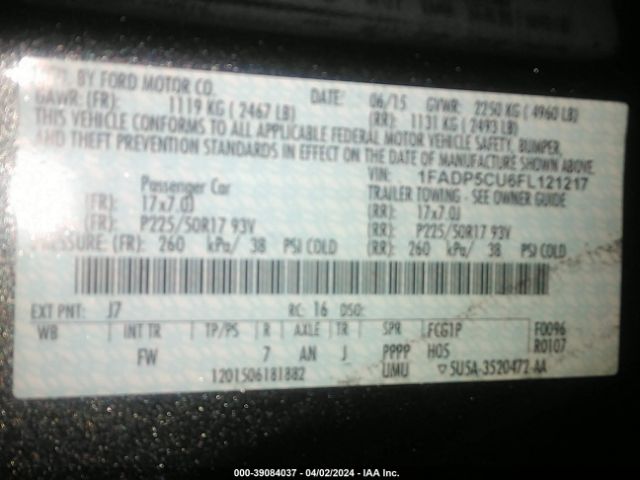 BY FORD MOTOR CO. DATE: 06/15 GVWR: 2250 KG ( 4960 LB)
GAWR: (FR): 1119 KG ( 2467 LB) (RR): 1131 KG ( 2493 LB)
THIS VEHICLE CONFORMS TO ALL APPLICABLE FEDERAL MOTOR VEHICLE SAFETY, BUMPER,
AND THEFT PREVENTION STANDARDS IN EFFECT ON THE DATE OF MANUFACTURE SHOWN ABOVE.
VIN: 1FADP5CU6FL121217
Passenger Car TRAILER TOWING - SEE OWNER GUIDE
(FR): 17x7.0J (RR): 17x7.0J
(FR): P225/50R17 93V (RR): P225/50R17 93V
PRESSURE: (FR): 260 kPa/ 38 PSI COLD (RR): 260 kPa/ 38 PSI COLD
EXT PNT: J7 RC: 16 DSO:
WB INT TR TP/PS R AXLE TR SPR FCG1P F0096
FW 7 AN J PPPP HOS R0107
1201506181882 UMU ▽5U5A-3520472-AA
000-39084037 - 04/02/2024 - IAA Inc.